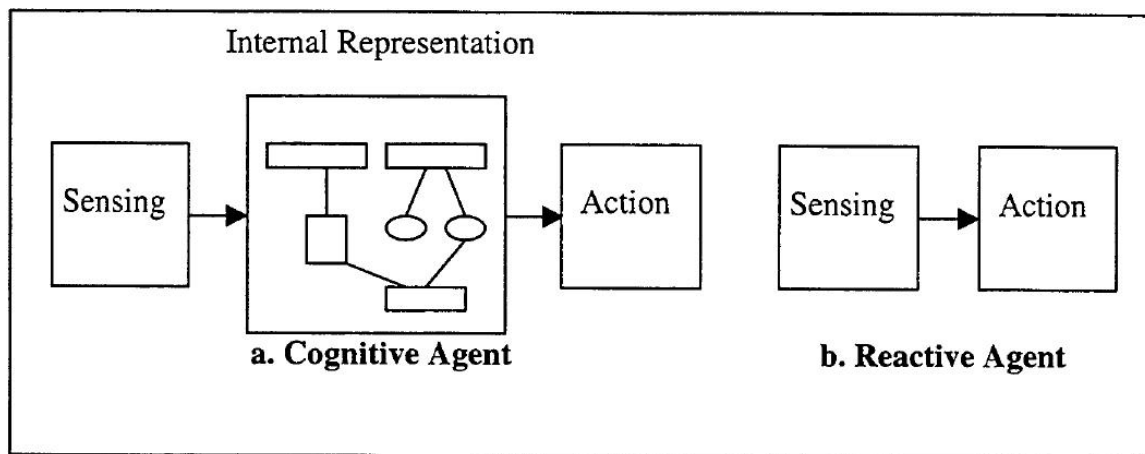 Internal Representation
Sensing
Action
Sensing
Action
a. Cognitive Agent
b. Reactive Agent